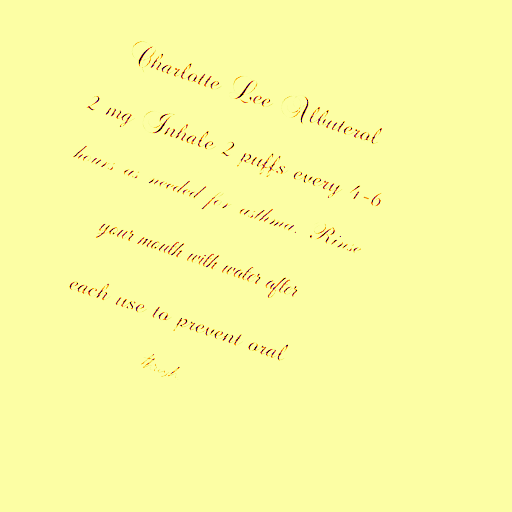 Charlotte Lee Albuterol
2 mg Inhale 2 puffs every 4-6
hours as needed for asthma. Rinse
your mouth with water after
each use to prevent oral